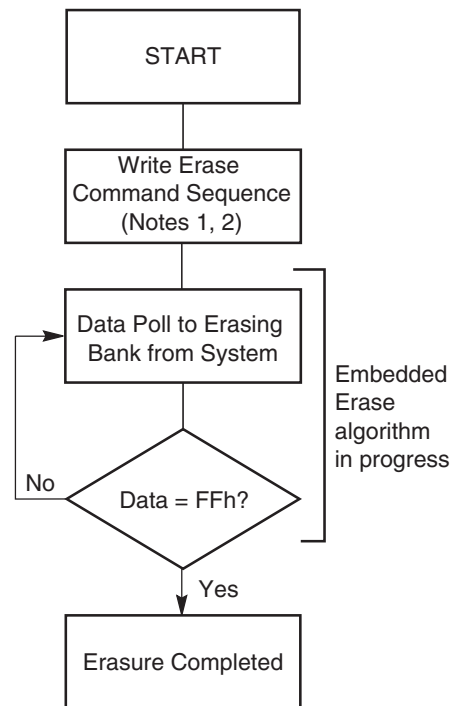 START
Write Erase
Command Sequence
(Notes 1, 2)
Data Poll to Erasing
Bank from System
Embedded
Erase
algorithm
in progress
No
Data = FFh?
Yes
Erasure Completed